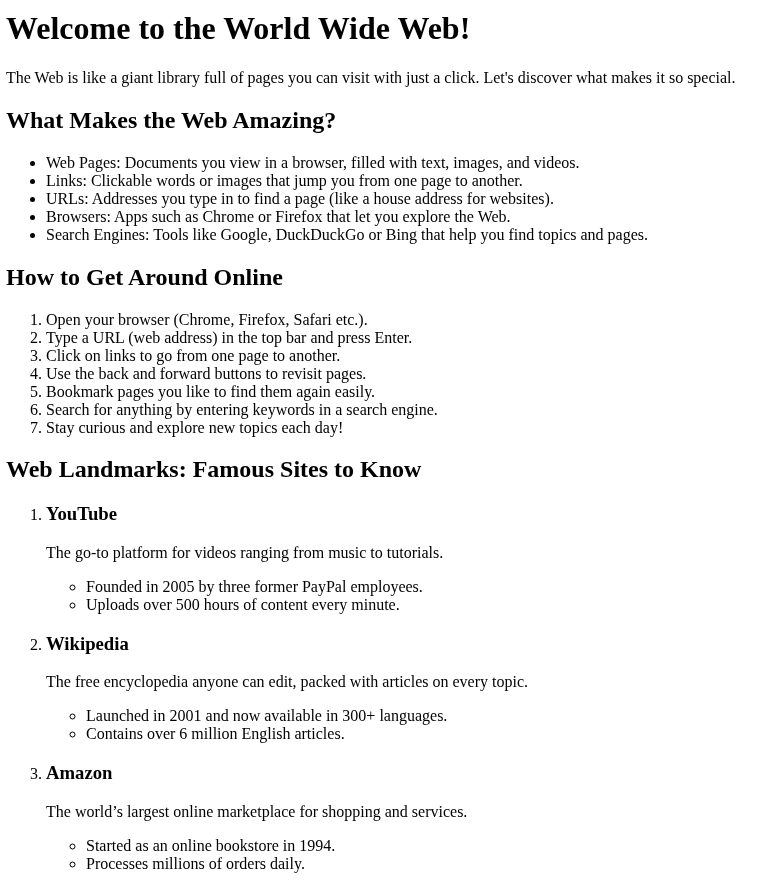 Welcome to the World Wide Web!
The Web is like a giant library full of pages you can visit with just a click. Let's discover what makes it so special.
What Makes the Web Amazing?
• Web Pages: Documents you view in a browser, filled with text, images, and videos.
• Links: Clickable words or images that jump you from one page to another.
• URLs: Addresses you type in to find a page (like a house address for websites).
• Browsers: Apps such as Chrome or Firefox that let you explore the Web.
• Search Engines: Tools like Google, DuckDuckGo or Bing that help you find topics and pages.
How to Get Around Online
1. Open your browser (Chrome, Firefox, Safari etc.).
2. Type a URL (web address) in the top bar and press Enter.
3. Click on links to go from one page to another.
4. Use the back and forward buttons to revisit pages.
5. Bookmark pages you like to find them again easily.
6. Search for anything by entering keywords in a search engine.
7. Stay curious and explore new topics each day!
Web Landmarks: Famous Sites to Know
1. YouTube
The go-to platform for videos ranging from music to tutorials.
◦ Founded in 2005 by three former PayPal employees.
◦ Uploads over 500 hours of content every minute.
2. Wikipedia
The free encyclopedia anyone can edit, packed with articles on every topic.
◦ Launched in 2001 and now available in 300+ languages.
◦ Contains over 6 million English articles.
3. Amazon
The world’s largest online marketplace for shopping and services.
◦ Started as an online bookstore in 1994.
◦ Processes millions of orders daily.